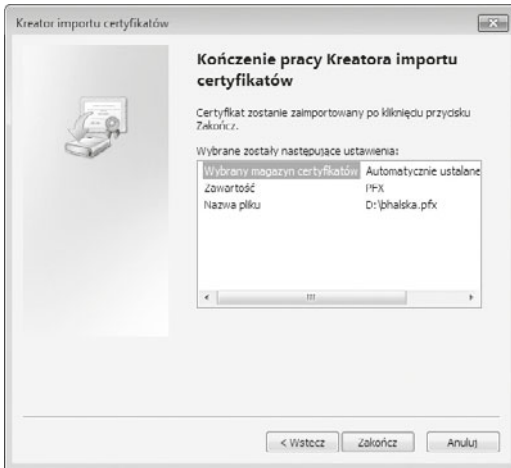 Kreator importu certyfikatów
Kończenie pracy Kreatora importu
certyfikatów
Certyfikat zostanie zaimportowany po kliknięciu przycisku
Zakończ.
Wybrane zostały następujące ustawienia:
Wybrany magazyn certyfikatów Automatycznie ustalane
Zawartość PFX
Nazwa pliku D:\bhalska.pfx
< Wstecz Zakończ Anuluj